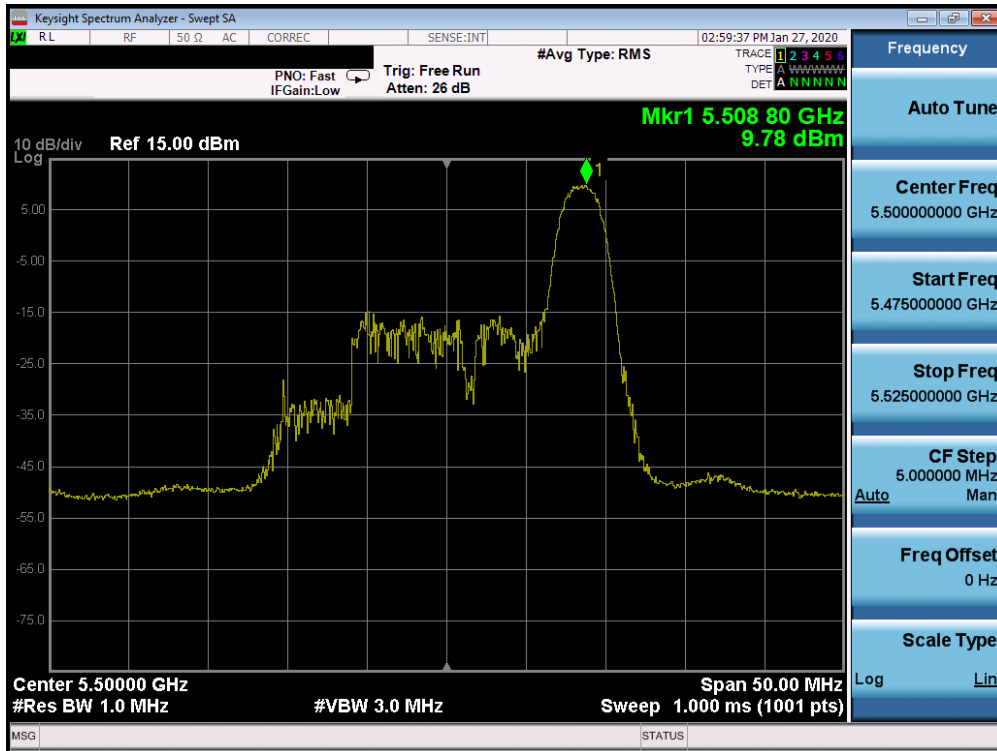 Keysight Spectrum Analyzer - Swept SA
LXI RL RF 50 Ω AC CORREC SENSE:INT 02:59:37 PM Jan 27, 2020
Frequency
#Avg Type: RMS
TRACE 1 2 3 4 5 6
PNO: Fast Trig: Free Run
TYPE A WWWWW
IFGain:Low Atten: 26 dB
DET A N N N N N
Auto Tune
Mkr1 5.508 80 GHz
9.78 dBm
10 dB/div Ref 15.00 dBm
Log
1
5.00
-5.00
-15.0
-25.0
-35.0
-45.0
-55.0
-65.0
-75.0
Center Freq
5.500000000 GHz
Start Freq
5.475000000 GHz
Stop Freq
5.525000000 GHz
CF Step
5.000000 MHz
Auto Man
Freq Offset
0 Hz
Scale Type
Log Lin
Center 5.50000 GHz Span 50.00 MHz
#Res BW 1.0 MHz #VBW 3.0 MHz Sweep 1.000 ms (1001 pts)
MSG STATUS